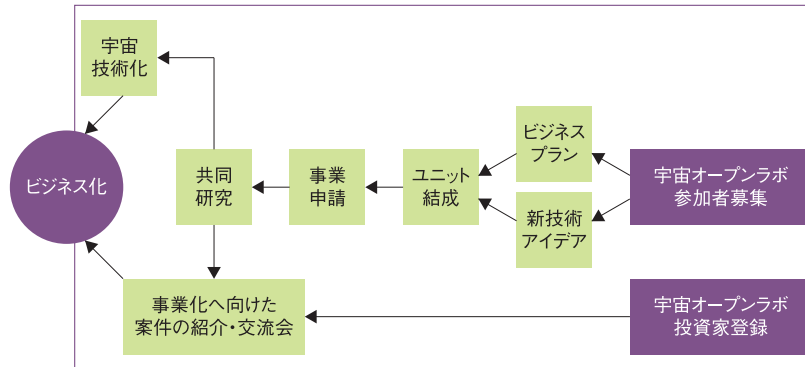 宇宙
技術化
ビジネス
プラン
ビジネス化
共同
研究
事業
申請
ユニット
結成
宇宙オープンラボ
参加者募集
新技術
アイデア
事業化へ向けた
案件の紹介・交流会
宇宙オープンラボ
投資家登録